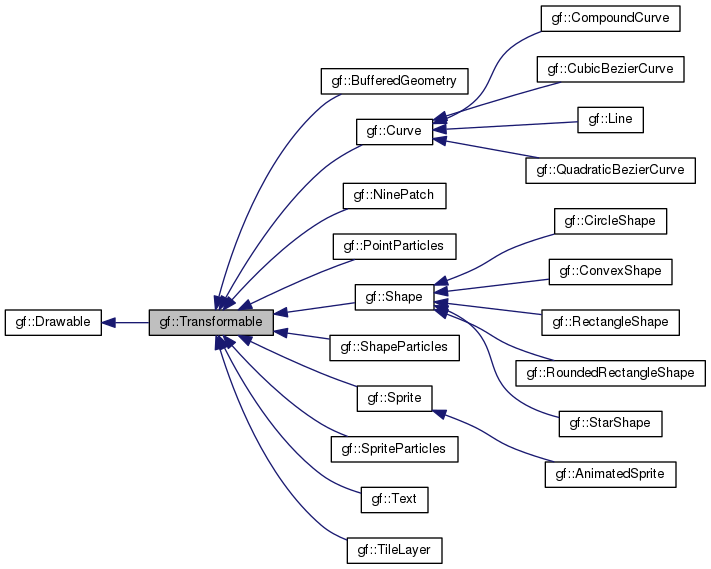 gf::CompoundCurve
gf::CubicBezierCurve
gf::BufferedGeometry
gf::Line
gf::Curve
gf::QuadraticBezierCurve
gf::NinePatch
gf::CircleShape
gf::PointParticles
gf::ConvexShape
gf::Shape
gf::Drawable
gf::Transformable
gf::RectangleShape
gf::ShapeParticles
gf::RoundedRectangleShape
gf::Sprite
gf::StarShape
gf::SpriteParticles
gf::AnimatedSprite
gf::Text
gf::TileLayer